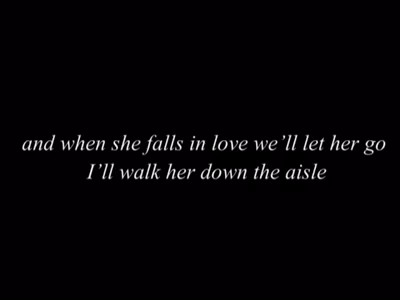 and when she falls in love we’ll let her go
I’ll walk her down the aisle